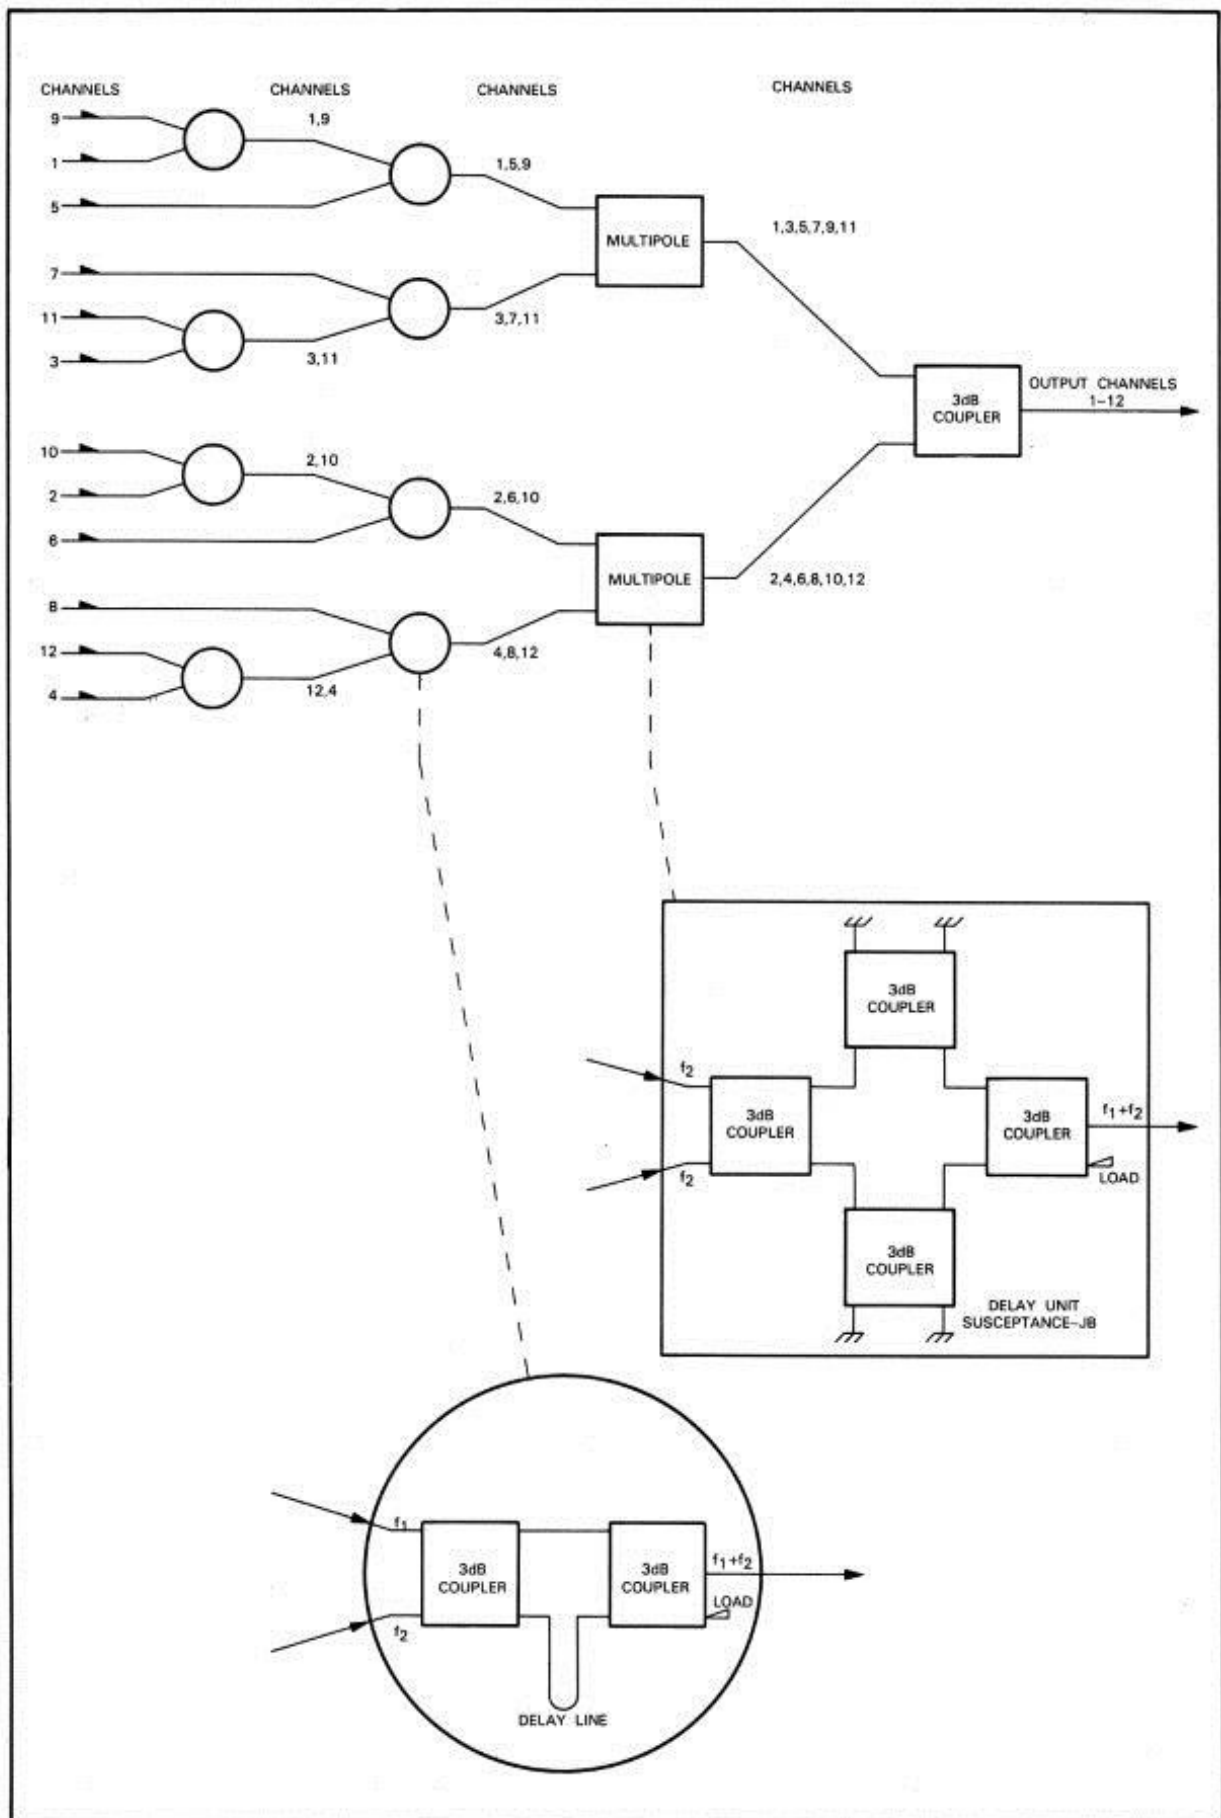 CHANNELS CHANNELS CHANNELS CHANNELS
9
1,9
1
1,5,9
5
MULTIPOLE
1,3,5,7,9,11
7
11
3,7,11
3
3,11
3dB
COUPLER
OUTPUT CHANNELS
1-12
10
2,10
2
2,6,10
6
MULTIPOLE
2,4,6,8,10,12
8
12
4,8,12
4
12,4
3dB
COUPLER
f2
3dB
COUPLER
f2
3dB
COUPLER
f1+f2
LOAD
3dB
COUPLER
DELAY UNIT
SUSCEPTANCE-JB
f1
3dB
COUPLER
f2
3dB
COUPLER
f1+f2
LOAD
DELAY LINE